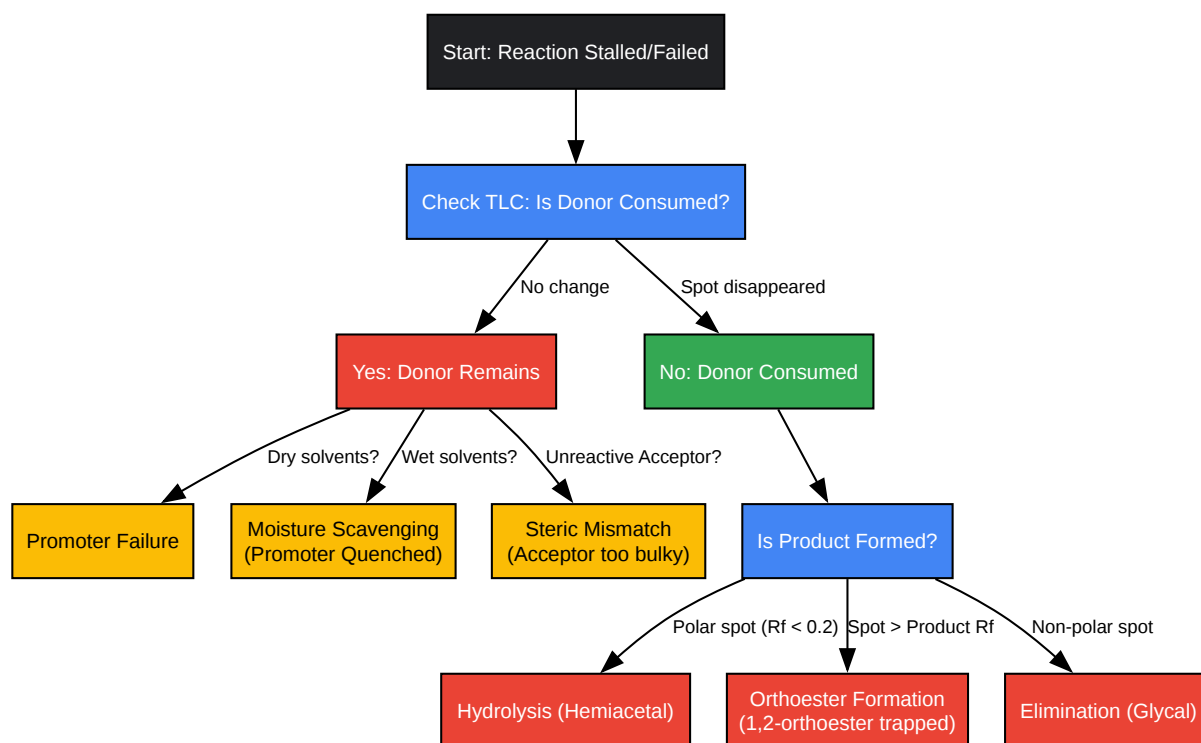 Start: Reaction Stalled/Failed
Check TLC: Is Donor Consumed?
No change
Spot disappeared
Yes: Donor Remains
No: Donor Consumed
Dry solvents?
Wet solvents?
Unreactive Acceptor?
Promoter Failure
Moisture Scavenging
(Promoter Quenched)
Steric Mismatch
(Acceptor too bulky)
Is Product Formed?
Polar spot (Rf < 0.2)
Spot > Product Rf
Non-polar spot
Hydrolysis (Hemiacetal)
Orthoester Formation
(1,2-orthoester trapped)
Elimination (Glycal)